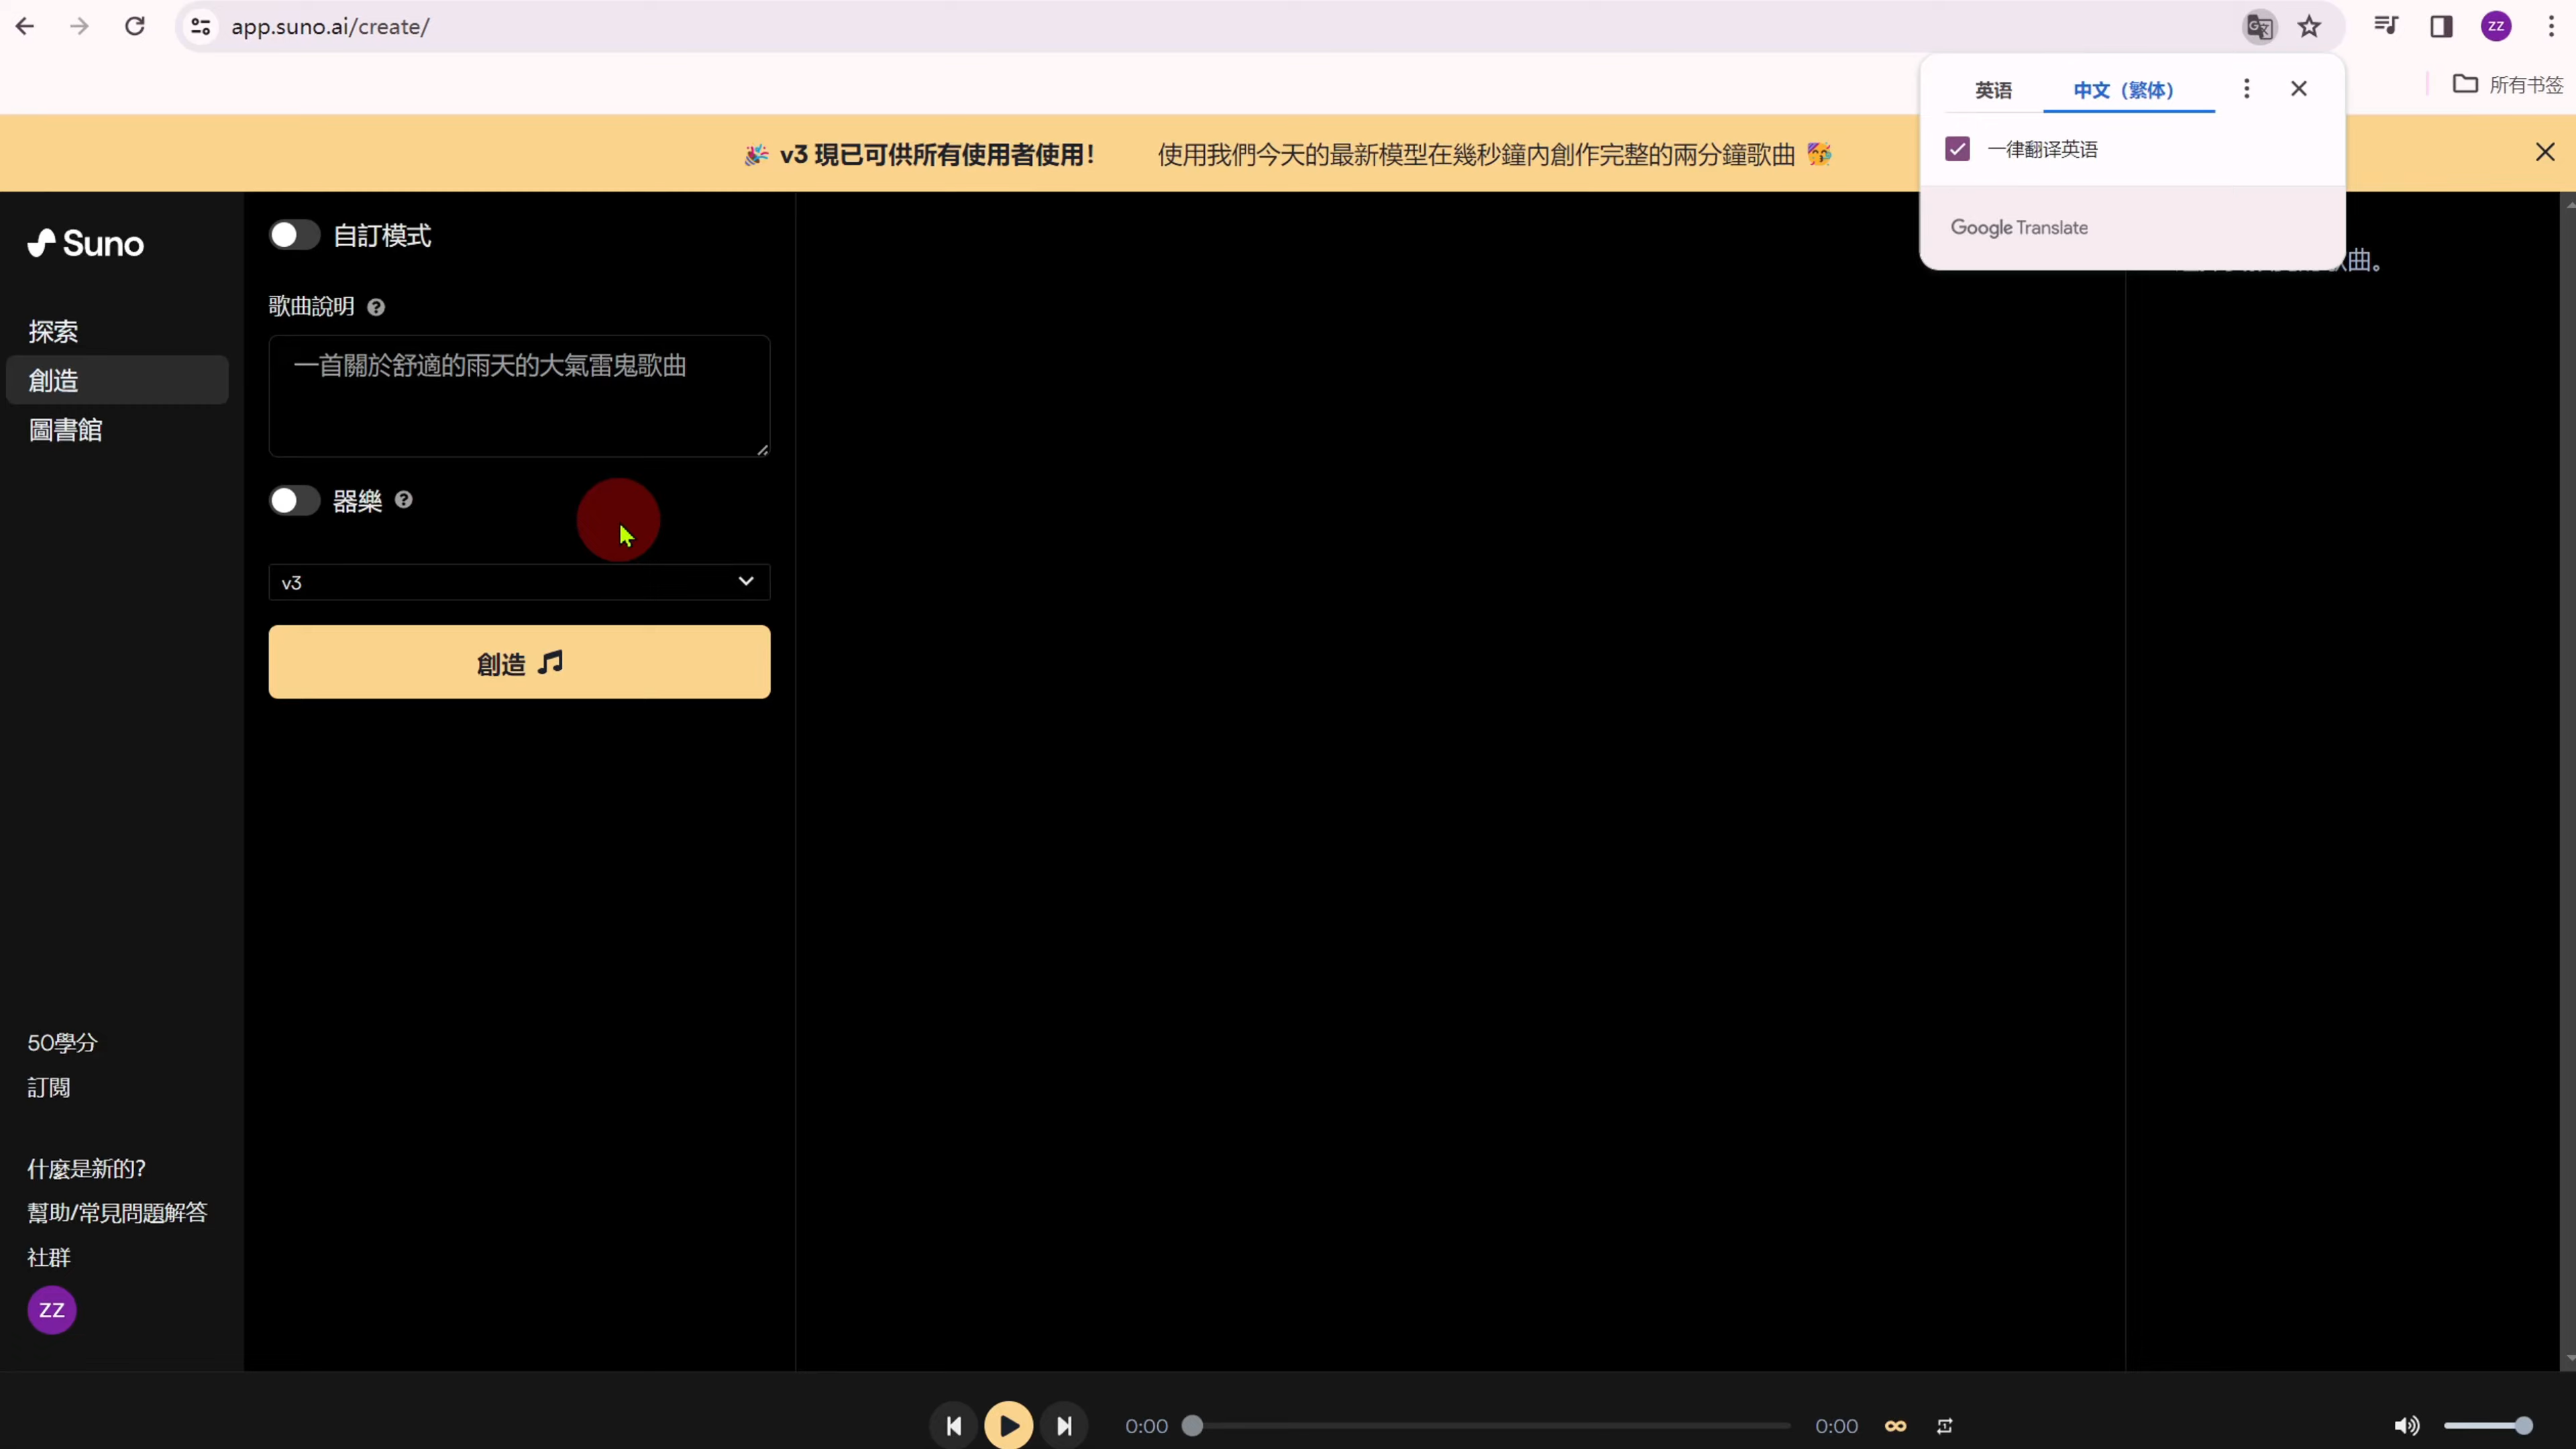 app.suno.ai/create/
zz
英语
中文（繁体）
所有书签
一律翻译英语
Google Translate
🎉 v3 現已可供所有使用者使用！ 使用我們今天的最新模型在幾秒鐘內創作完整的兩分鐘歌曲 🥳
Suno
探索
創造
圖書館
自訂模式
歌曲說明
一首關於舒適的雨天的大氣雷鬼歌曲
器樂
v3
創造
曲。
50學分
訂閱
什麼是新的？
幫助/常見問題解答
社群
ZZ
0:00
0:00